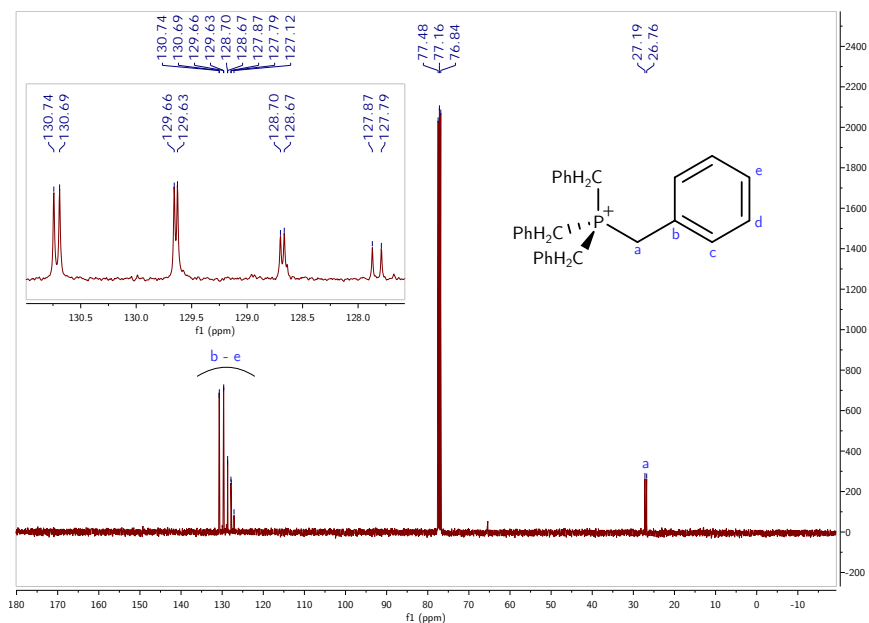 130.74
130.69
129.66
129.63
128.70
128.67
127.87
127.79
127.12
77.48
77.16
76.84
27.19
26.76
130.74
130.69
129.66
129.63
128.70
128.67
127.87
127.79
130.5 130.0 129.5 129.0 128.5 128.0
f1 (ppm)
PhH₂C
P+
PhH₂C
PhH₂C
a
b
c
d
e
b - e
a
2400
2200
2000
1800
1600
1400
1200
1000
800
600
400
200
0
-200
180 170 160 150 140 130 120 110 100 90 80 70 60 50 40 30 20 10 0 -10
f1 (ppm)